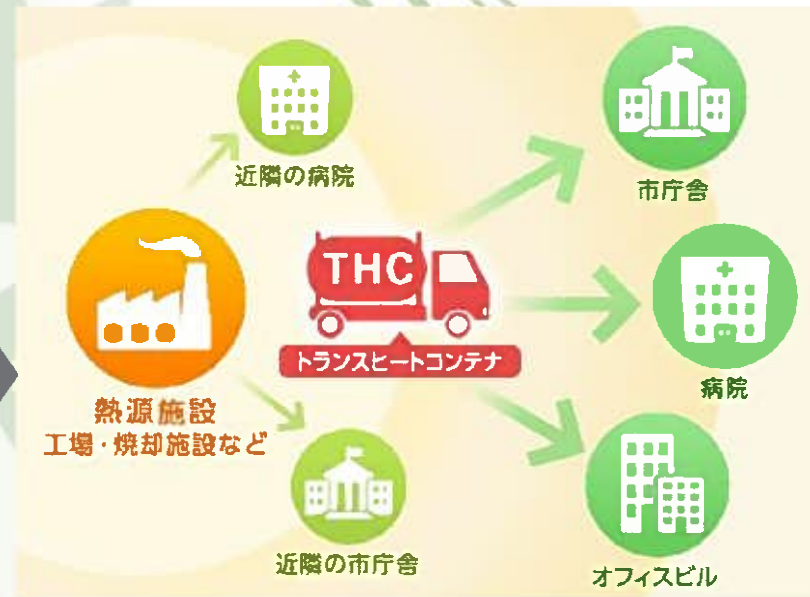 近隣の病院
市庁舎
THC
トランスヒートコンテナ
病院
熱源施設
工場・焼却施設など
近隣の市庁舎
オフィスビル